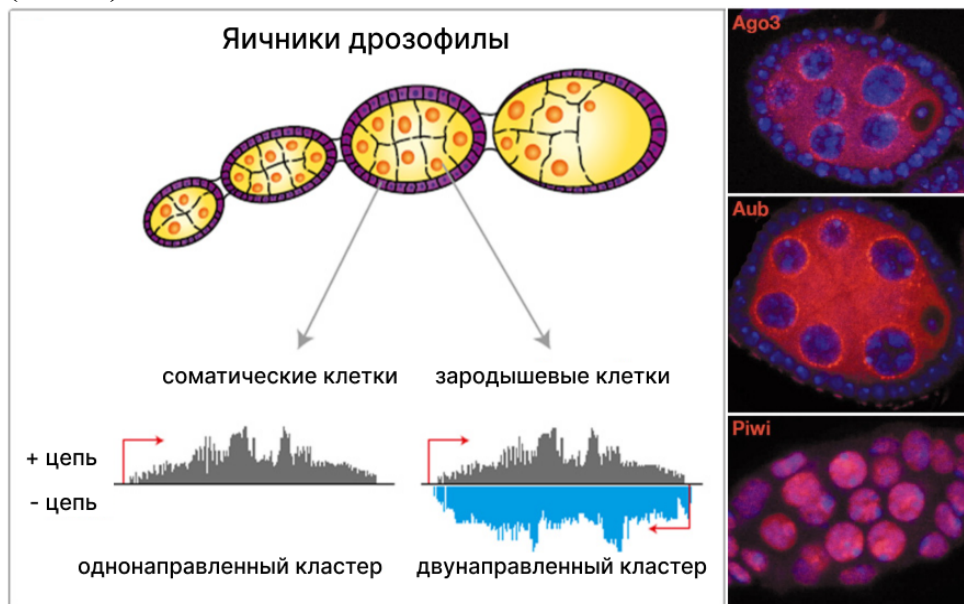 Яичники дрозофилы
соматические клетки
зародышевые клетки
+ цепь
- цепь
однонаправленный кластер
двунаправленный кластер
Ago3
Aub
Piwi